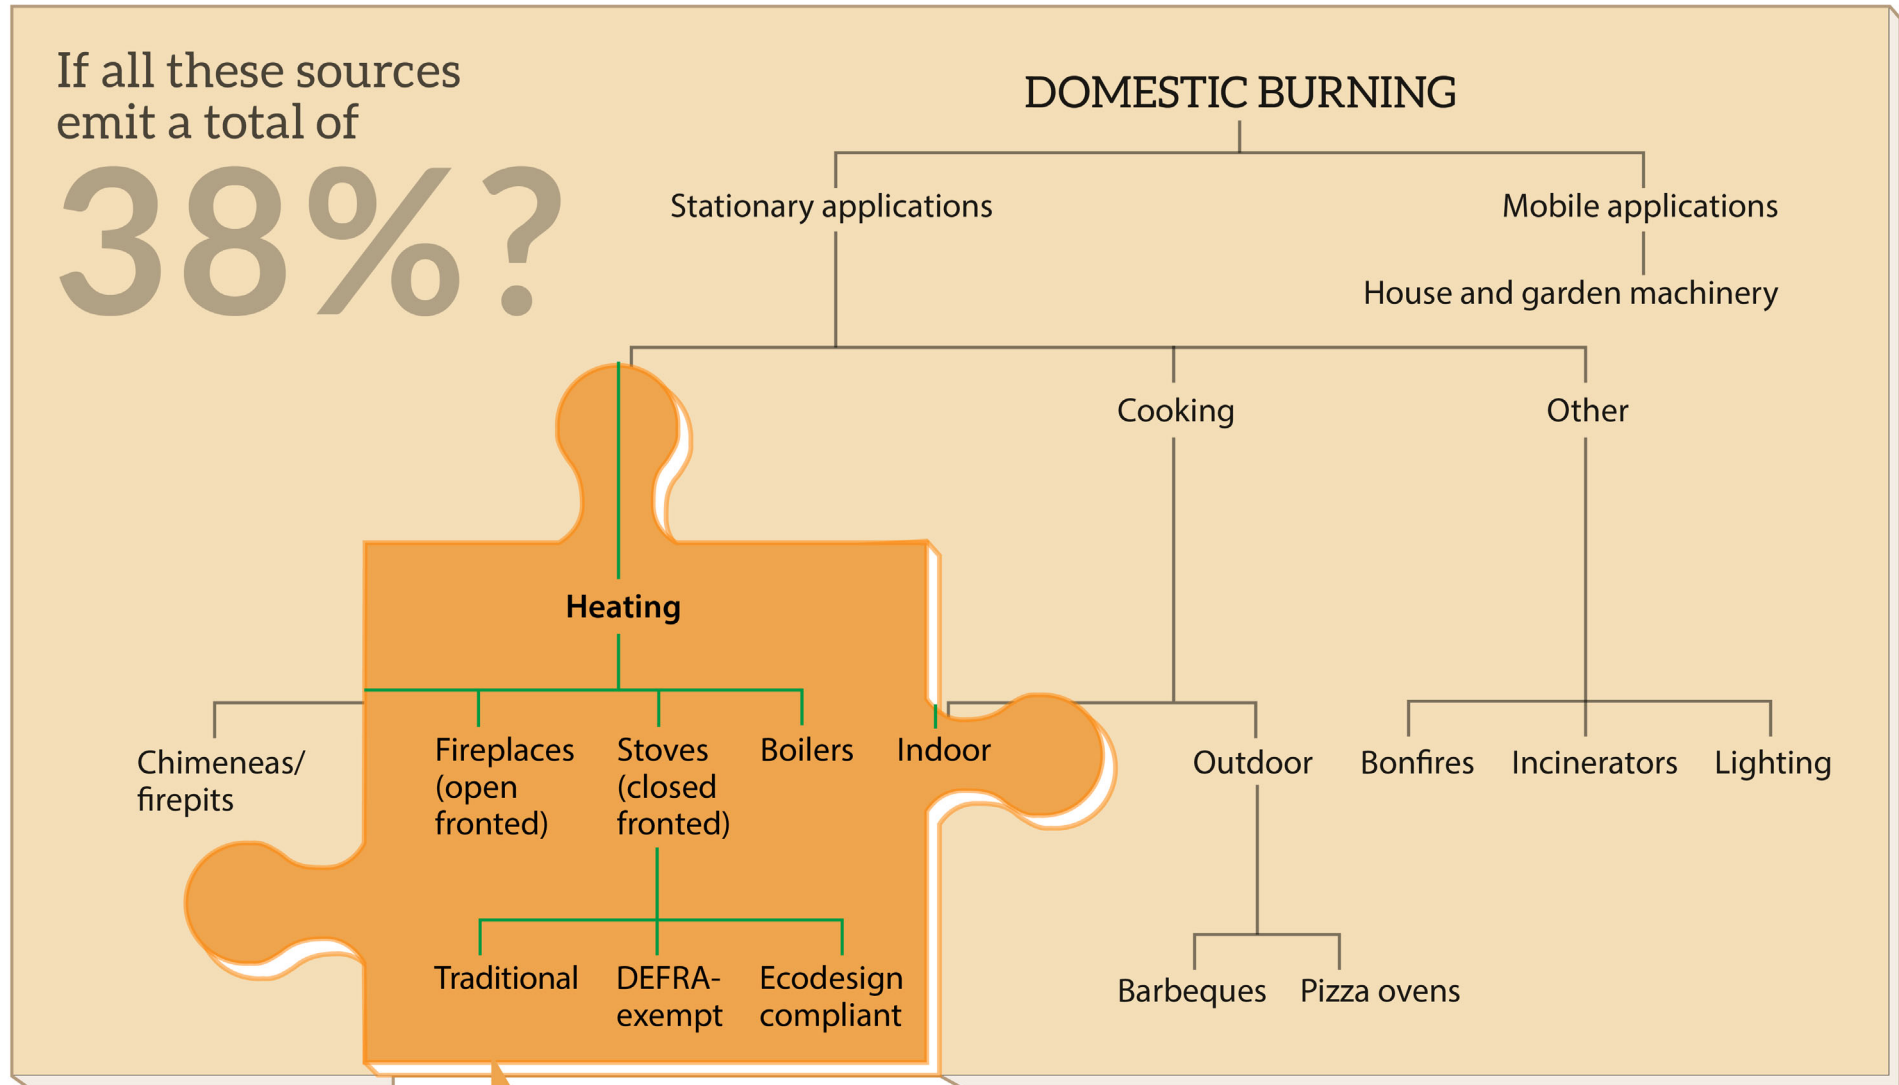 If all these sources
emit a total of
38%?
DOMESTIC BURNING
Stationary applications
Mobile applications
House and garden machinery
Cooking
Other
Heating
Chimeneas/
firepits
Fireplaces
(open
fronted)
Stoves
(closed
fronted)
Boilers
Indoor
Outdoor
Bonfires
Incinerators
Lighting
Traditional
DEFRA-
exempt
Ecodesign
compliant
Barbeques
Pizza ovens